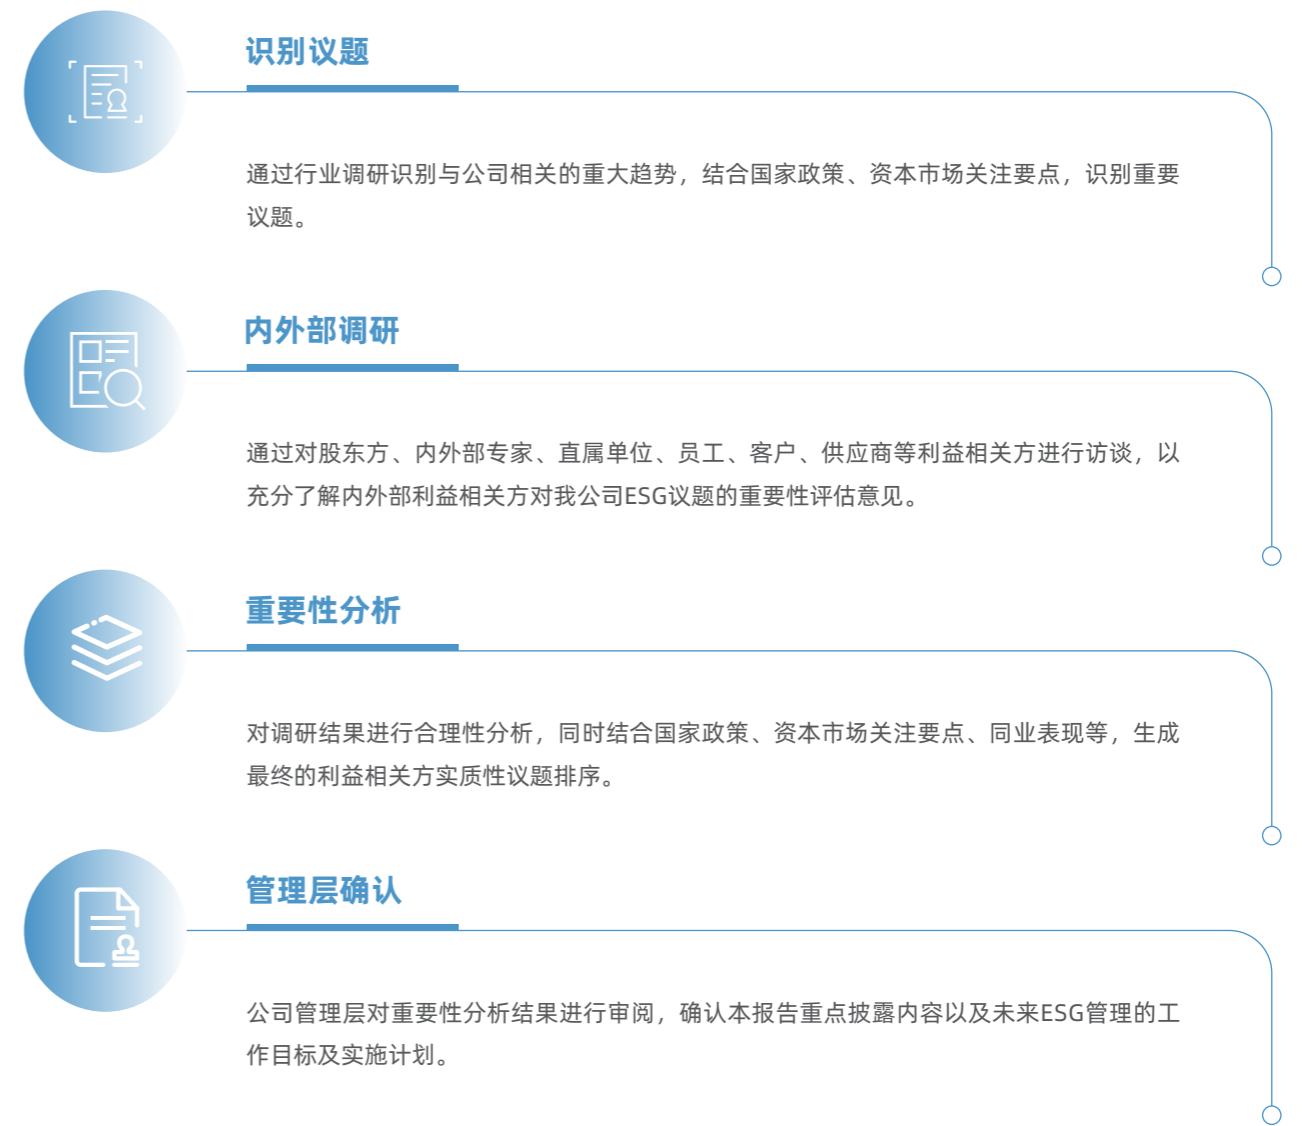 识别议题
通过行业调研识别与公司相关的重大趋势，结合国家政策、资本市场关注要点，识别重要
议题。
内外部调研
通过对股东方、内外部专家、直属单位、员工、客户、供应商等利益相关方进行访谈，以
充分了解内外部利益相关方对我公司ESG议题的重要性评估意见。
重要性分析
对调研结果进行合理性分析，同时结合国家政策、资本市场关注要点、同业表现等，生成
最终的利益相关方实质性议题排序。
管理层确认
公司管理层对重要性分析结果进行审阅，确认本报告重点披露内容以及未来ESG管理的工
作目标及实施计划。